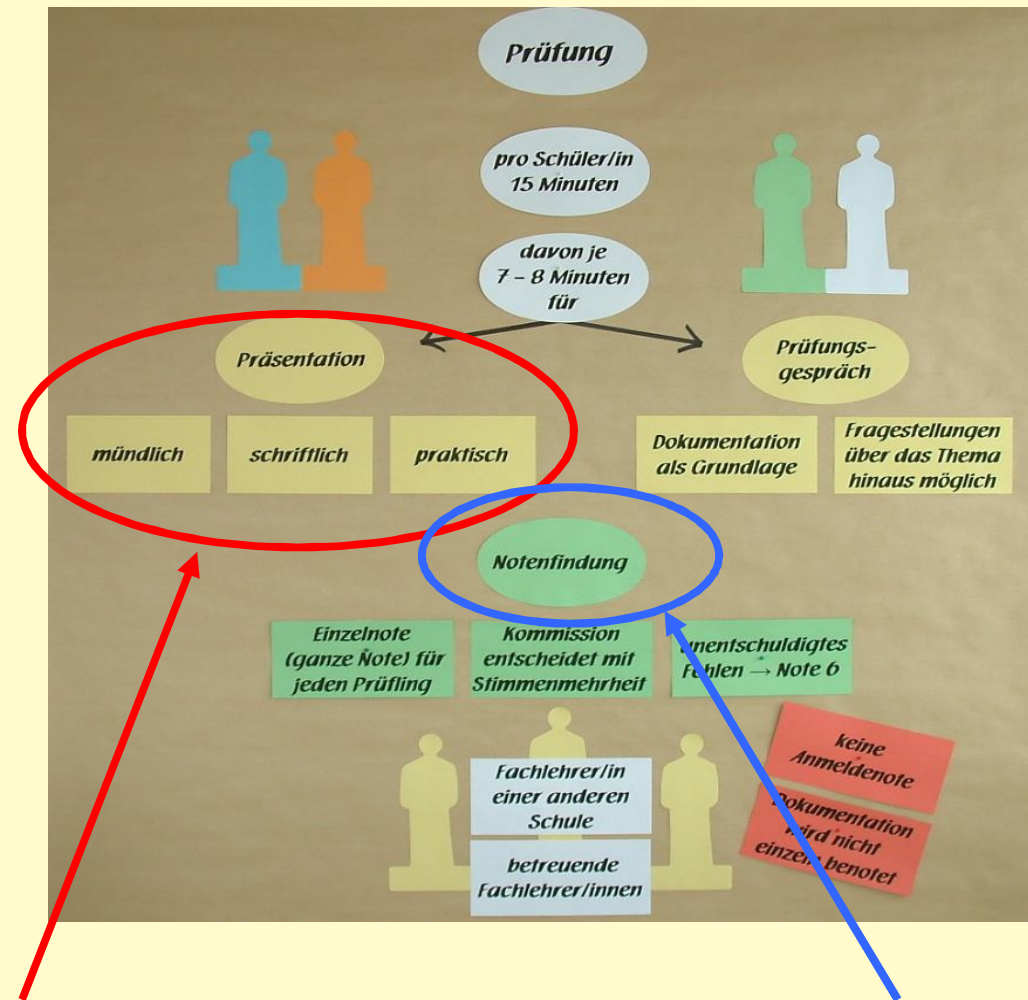 Prüfung
pro Schüler/in
15 Minuten
davon je
7 – 8 Minuten
für
Präsentation
mündlich
schriftlich
praktisch
Prüfungs-
gespräch
Dokumentation
als Grundlage
Fragestellungen
über das Thema
hinaus möglich
Notenfindung
Einzelnote
(ganze Note) für
jeden Prüfling
Kommission
entscheidet mit
Stimmenmehrheit
unentschuldigtes
Fehlen → Note 6
Fachlehrer/in
einer anderen
Schule
betreuende
Fachlehrer/innen
keine
Anmeldenote
Dokumentation
wird nicht
einzeln benotet